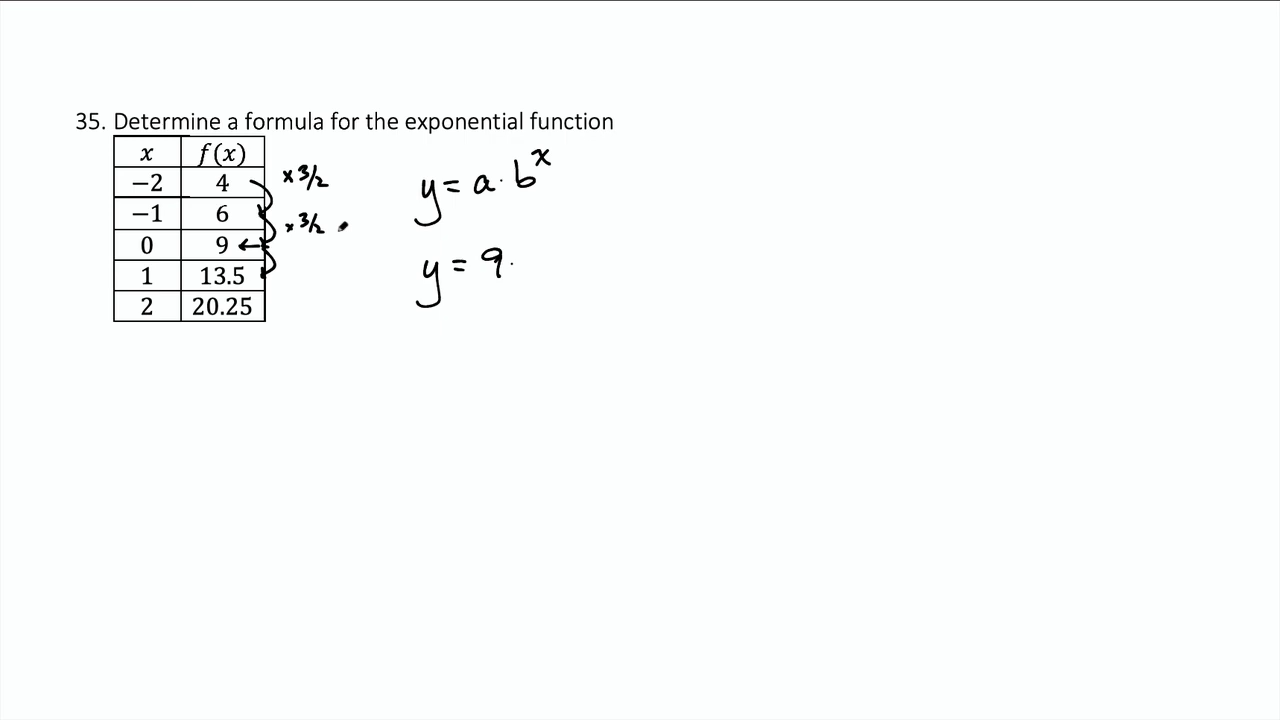 35. Determine a formula for the exponential function
x f(x)
−2 4 × 3/2
−1 6 × 3/2
0 9
1 13.5
2 20.25
y = a · b^x
y = 9 ·